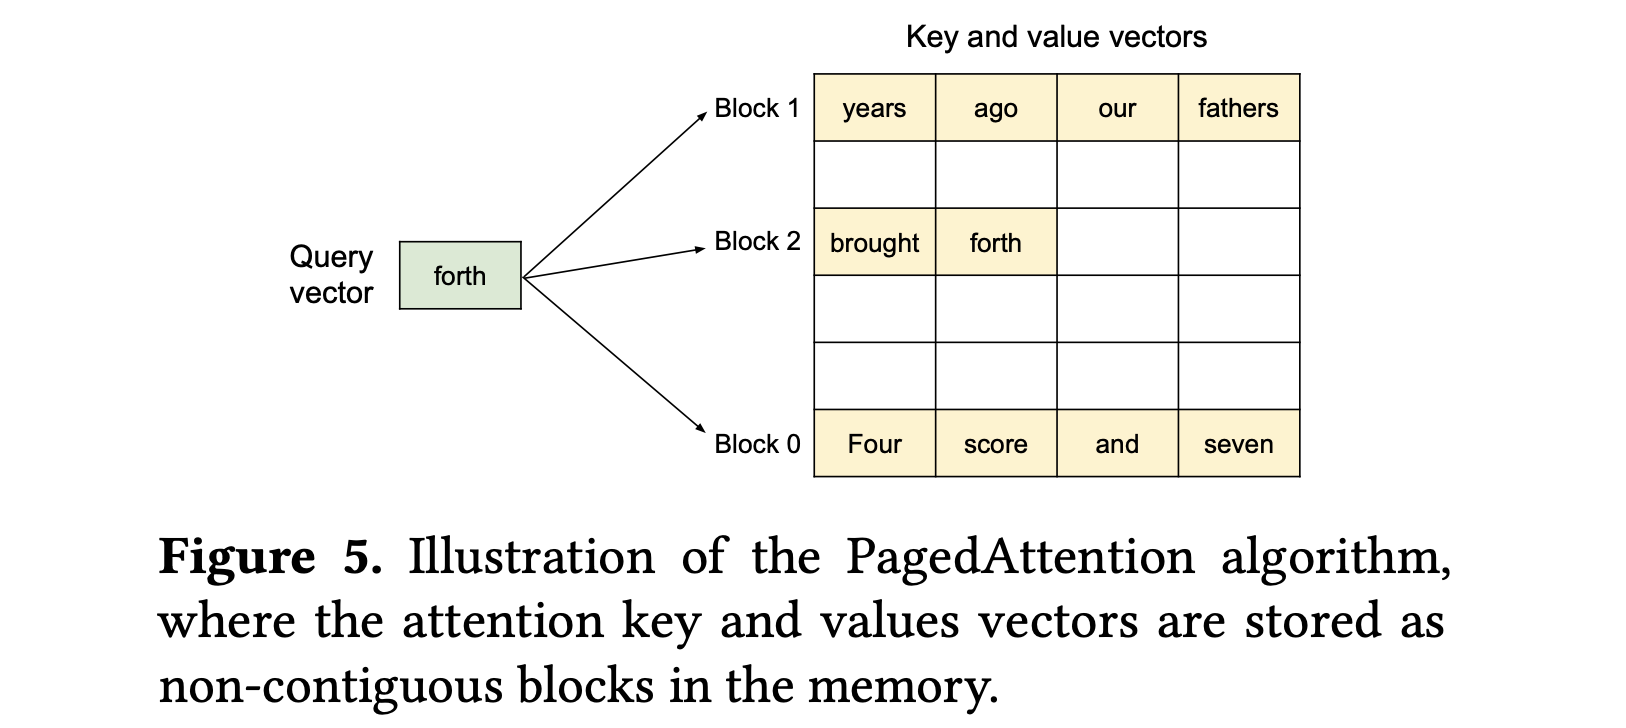 Key and value vectors
Block 1 years ago our fathers
Query vector forth
Block 2 brought forth
Block 0 Four score and seven
Figure 5. Illustration of the PagedAttention algorithm,
where the attention key and values vectors are stored as
non-contiguous blocks in the memory.